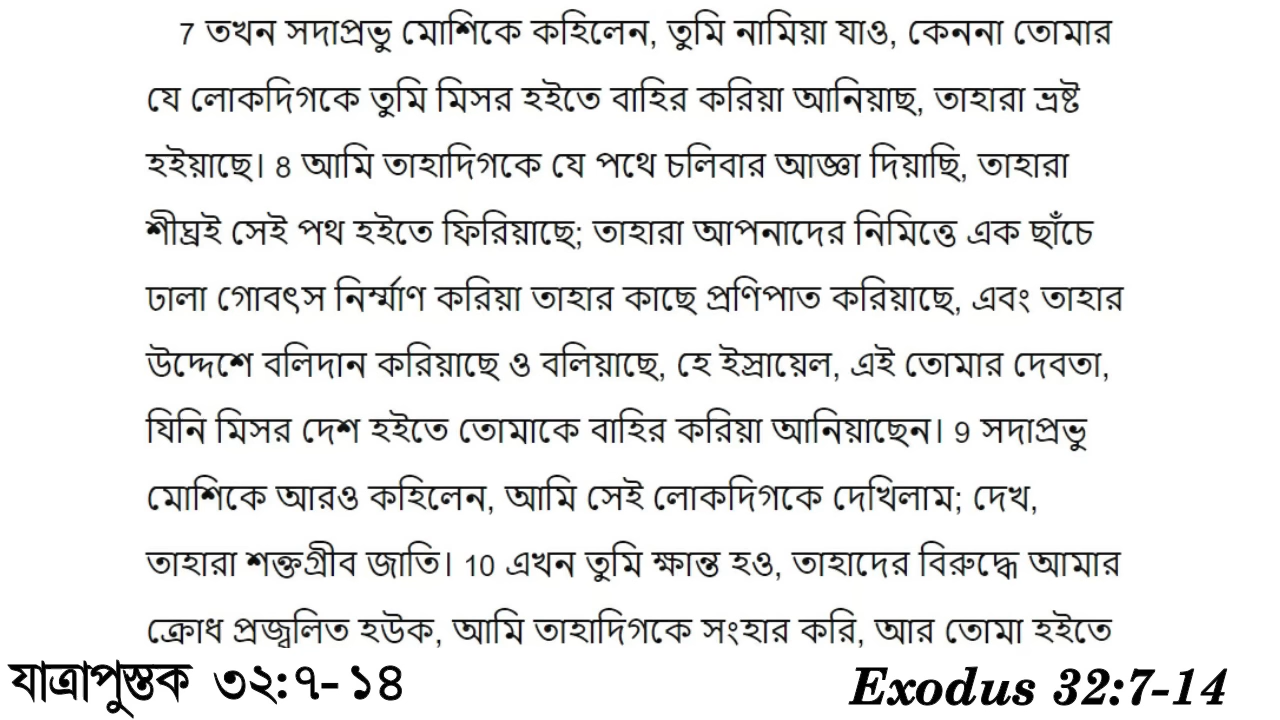 7 তখন সদাপ্রভু মোশিকে কহিলেন, তুমি নামিয়া যাও, কেননা তোমার
যে লোকদিগকে তুমি মিসর হইতে বাহির করিয়া আনিয়াছ, তাহারা ভ্রষ্ট
হইয়াছে। 8 আমি তাহাদিগকে যে পথে চলিবার আজ্ঞা দিয়াছি, তাহারা
শীঘ্রই সেই পথ হইতে ফিরিয়াছে; তাহারা আপনাদের নিমিত্তে এক ছাঁচে
ঢালা গোবৎস নির্ম্মাণ করিয়া তাহার কাছে প্রণিপাত করিয়াছে, এবং তাহার
উদ্দেশে বলিদান করিয়াছে ও বলিয়াছে, হে ইস্রায়েল, এই তোমার দেবতা,
যিনি মিসর দেশ হইতে তোমাকে বাহির করিয়া আনিয়াছেন। 9 সদাপ্রভু
মোশিকে আরও কহিলেন, আমি সেই লোকদিগকে দেখিলাম; দেখ,
তাহারা শক্তগ্রীব জাতি। 10 এখন তুমি ক্ষান্ত হও, তাহাদের বিরুদ্ধে আমার
ক্রোধ প্রজ্বলিত হউক, আমি তাহাদিগকে সংহার করি, আর তোমা হইতে
যাত্রাপুস্তক ৩২:৭-১৪
Exodus 32:7-14